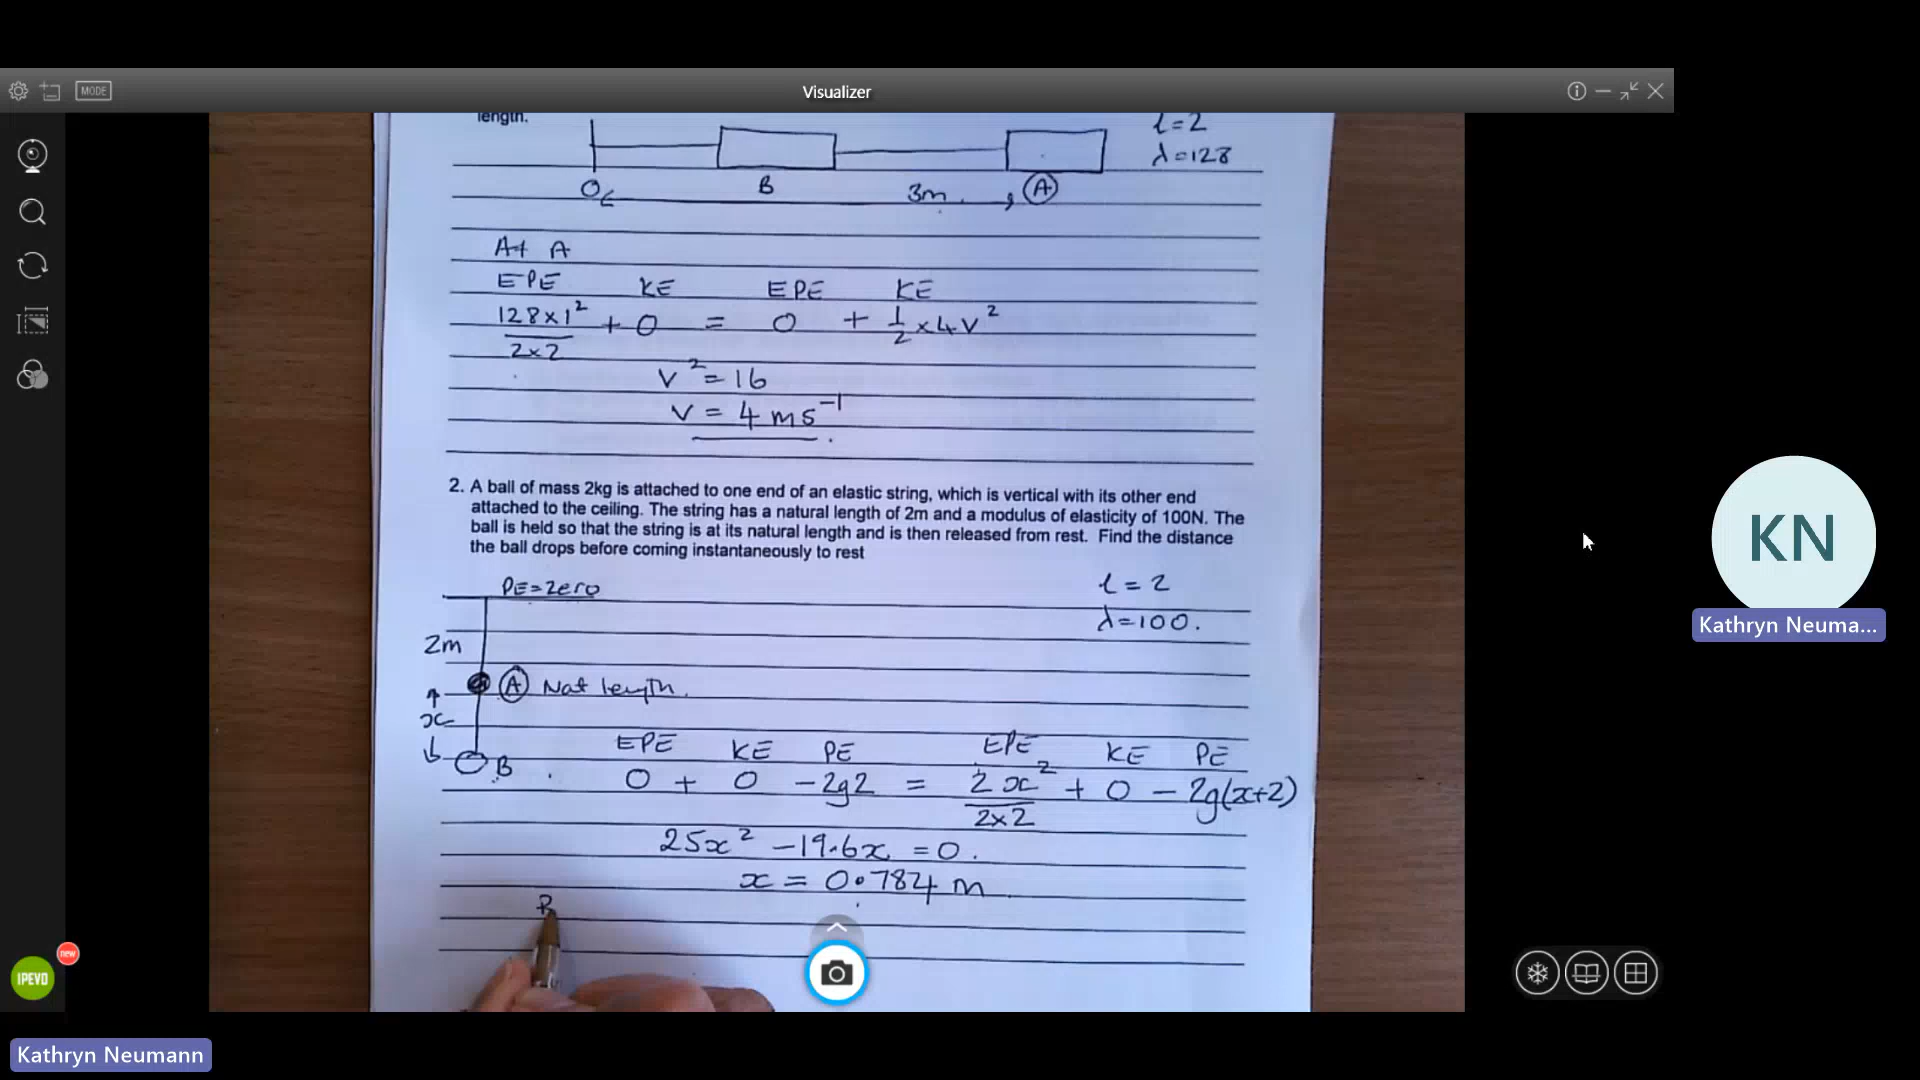 MODE
Visualizer
length.
l=2
λ=128
O B 3m A
At A
EPE KE EPE KE
128×1² + 0 = 0 + 1/2 ×4v²
2×2
v²=16
v = 4 ms⁻¹
2. A ball of mass 2kg is attached to one end of an elastic string, which is vertical with its other end
attached to the ceiling. The string has a natural length of 2m and a modulus of elasticity of 100N. The
ball is held so that the string is at its natural length and is then released from rest. Find the distance
the ball drops before coming instantaneously to rest
PE=zero
l = 2
λ=100.
2m
A Nat length.
x
B
EPE KE PE EPE KE PE
0 + 0 -2g2 = 2x² + 0 - 2g(x+2)
2×2
25x² -19.6x =0.
x = 0.784 m
KN
Kathryn Neuma...
new
IPEVO
Kathryn Neumann